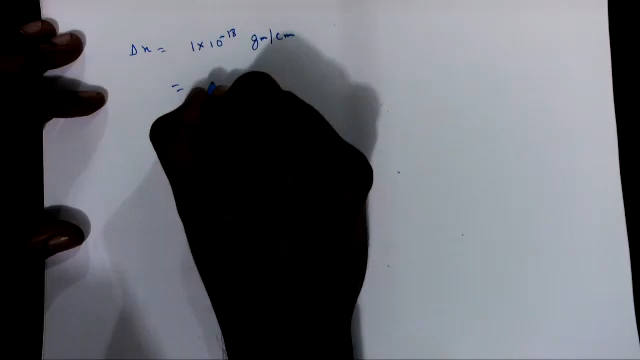 Δx = 1×10⁻¹⁸ gm/cm
=